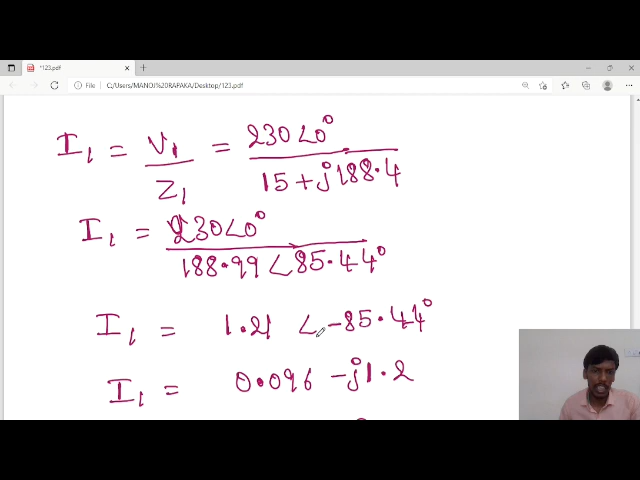 *123.pdf
File C:/Users/MANOJ%20RAPAKA/Desktop/123.pdf
I₁ = V₁/Z₁ = 230∠0°/15+j188.4
I₁ = 230∠0°/188.99∠85.44°
I₁ = 1.21 ∠-85.44°
I₁ = 0.096 -j1.2